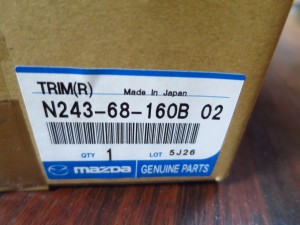 TRIM(R) Made In Japan
N243-68-160B 02
QTY 1 LOT 5J26
mazda GENUINE PARTS